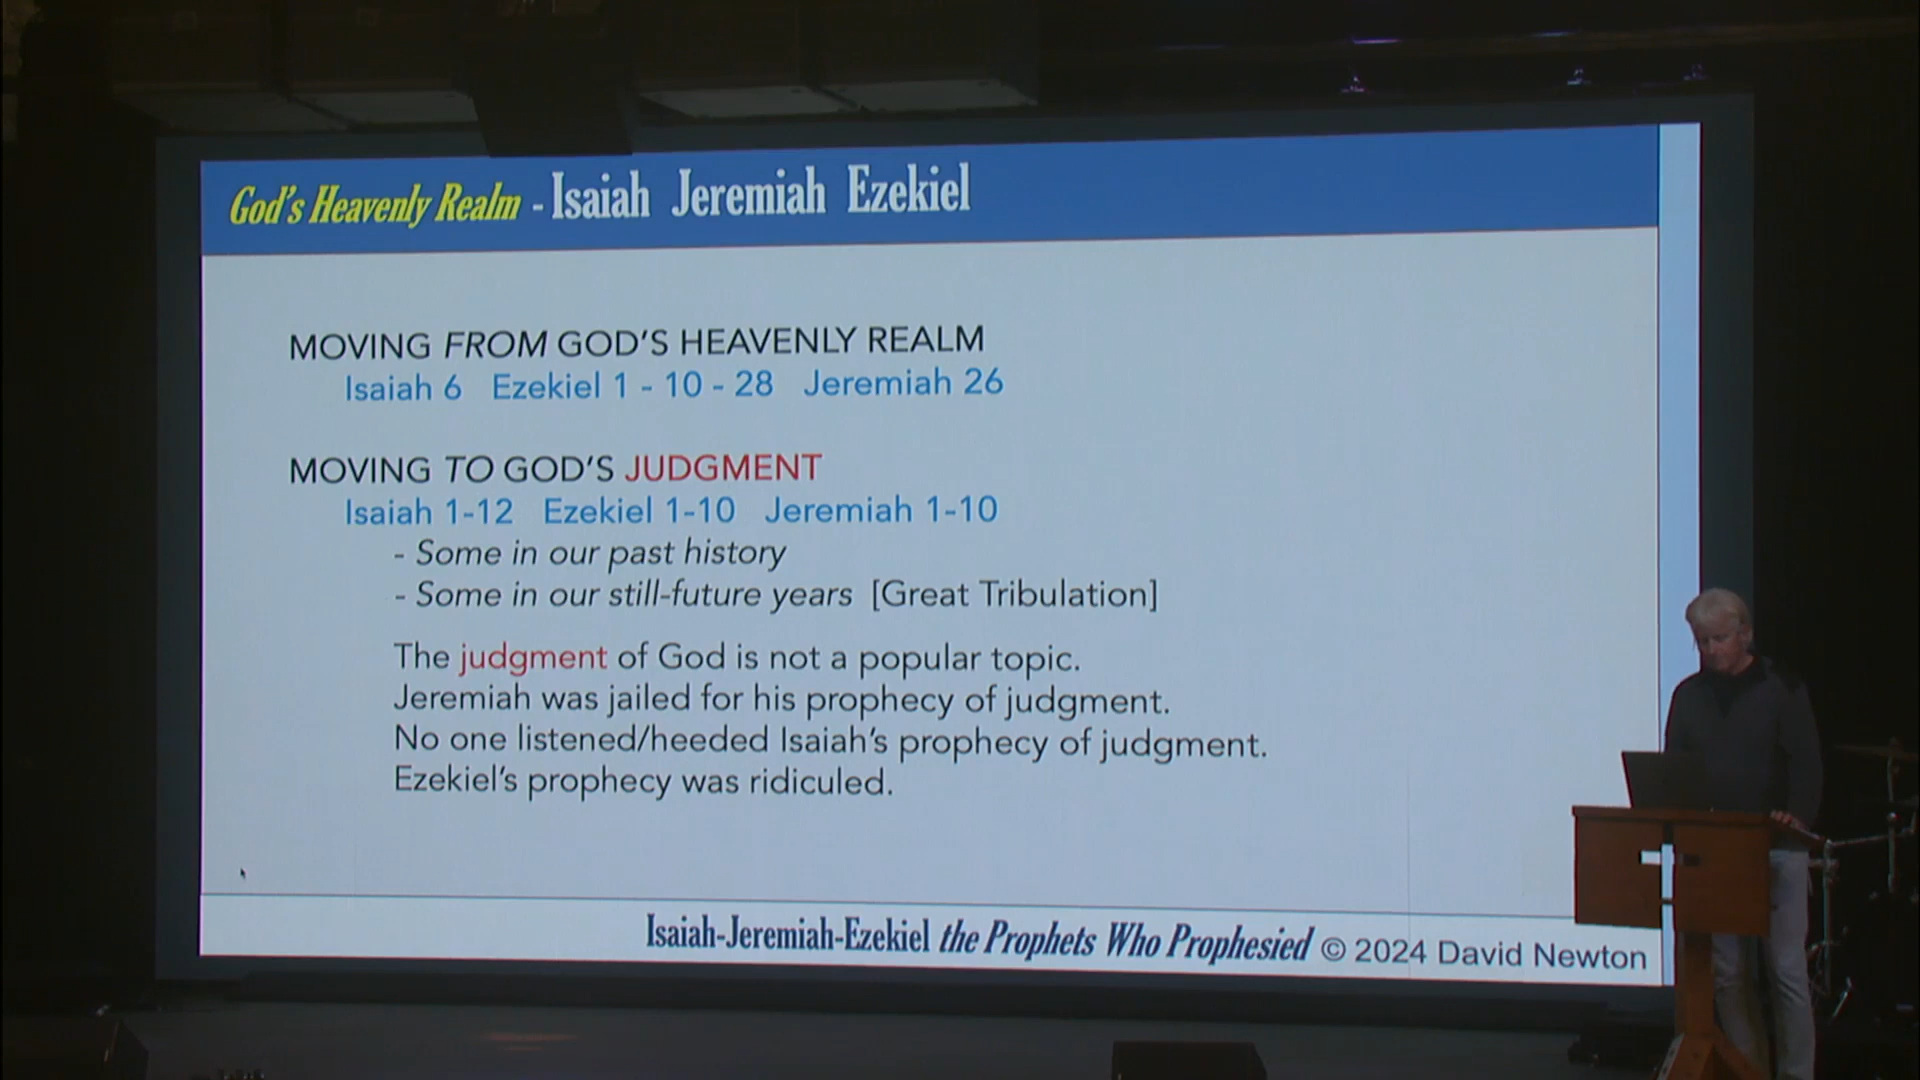 God's Heavenly Realm - Isaiah Jeremiah Ezekiel
MOVING FROM GOD'S HEAVENLY REALM
Isaiah 6 Ezekiel 1 - 10 - 28 Jeremiah 26
MOVING TO GOD'S JUDGMENT
Isaiah 1-12 Ezekiel 1-10 Jeremiah 1-10
- Some in our past history
- Some in our still-future years [Great Tribulation]
The judgment of God is not a popular topic.
Jeremiah was jailed for his prophecy of judgment.
No one listened/heeded Isaiah's prophecy of judgment.
Ezekiel's prophecy was ridiculed.
Isaiah-Jeremiah-Ezekiel the Prophets Who Prophesied © 2024 David Newton